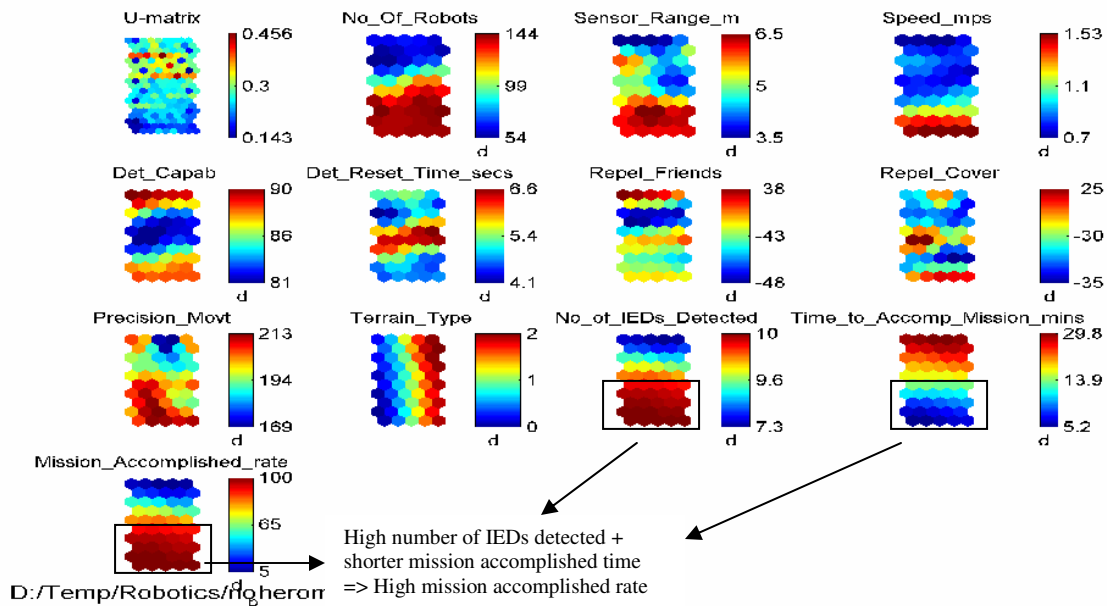 U-matrix No_Of_Robots Sensor_Range_m Speed_mps
0.456 144 6.5 1.53
0.3 99 5 1.1
0.143 54 3.5 0.7
d d d
Det_Capab Det_Reset_Time_secs Repel_Friends Repel_Cover
90 6.6 38 25
86 5.4 -43 -30
81 4.1 -48 -35
d d d d
Precision_Movt Terrain_Type No_of_IEDs_Detected Time_to_Accomp_Mission_mins
213 2 10 29.8
194 1 9.6 13.9
169 0 7.3 5.2
d d d d
Mission_Accomplished_rate
100
65
5
d
High number of IEDs detected +
shorter mission accomplished time
=> High mission accomplished rate
D:/Temp/Robotics/